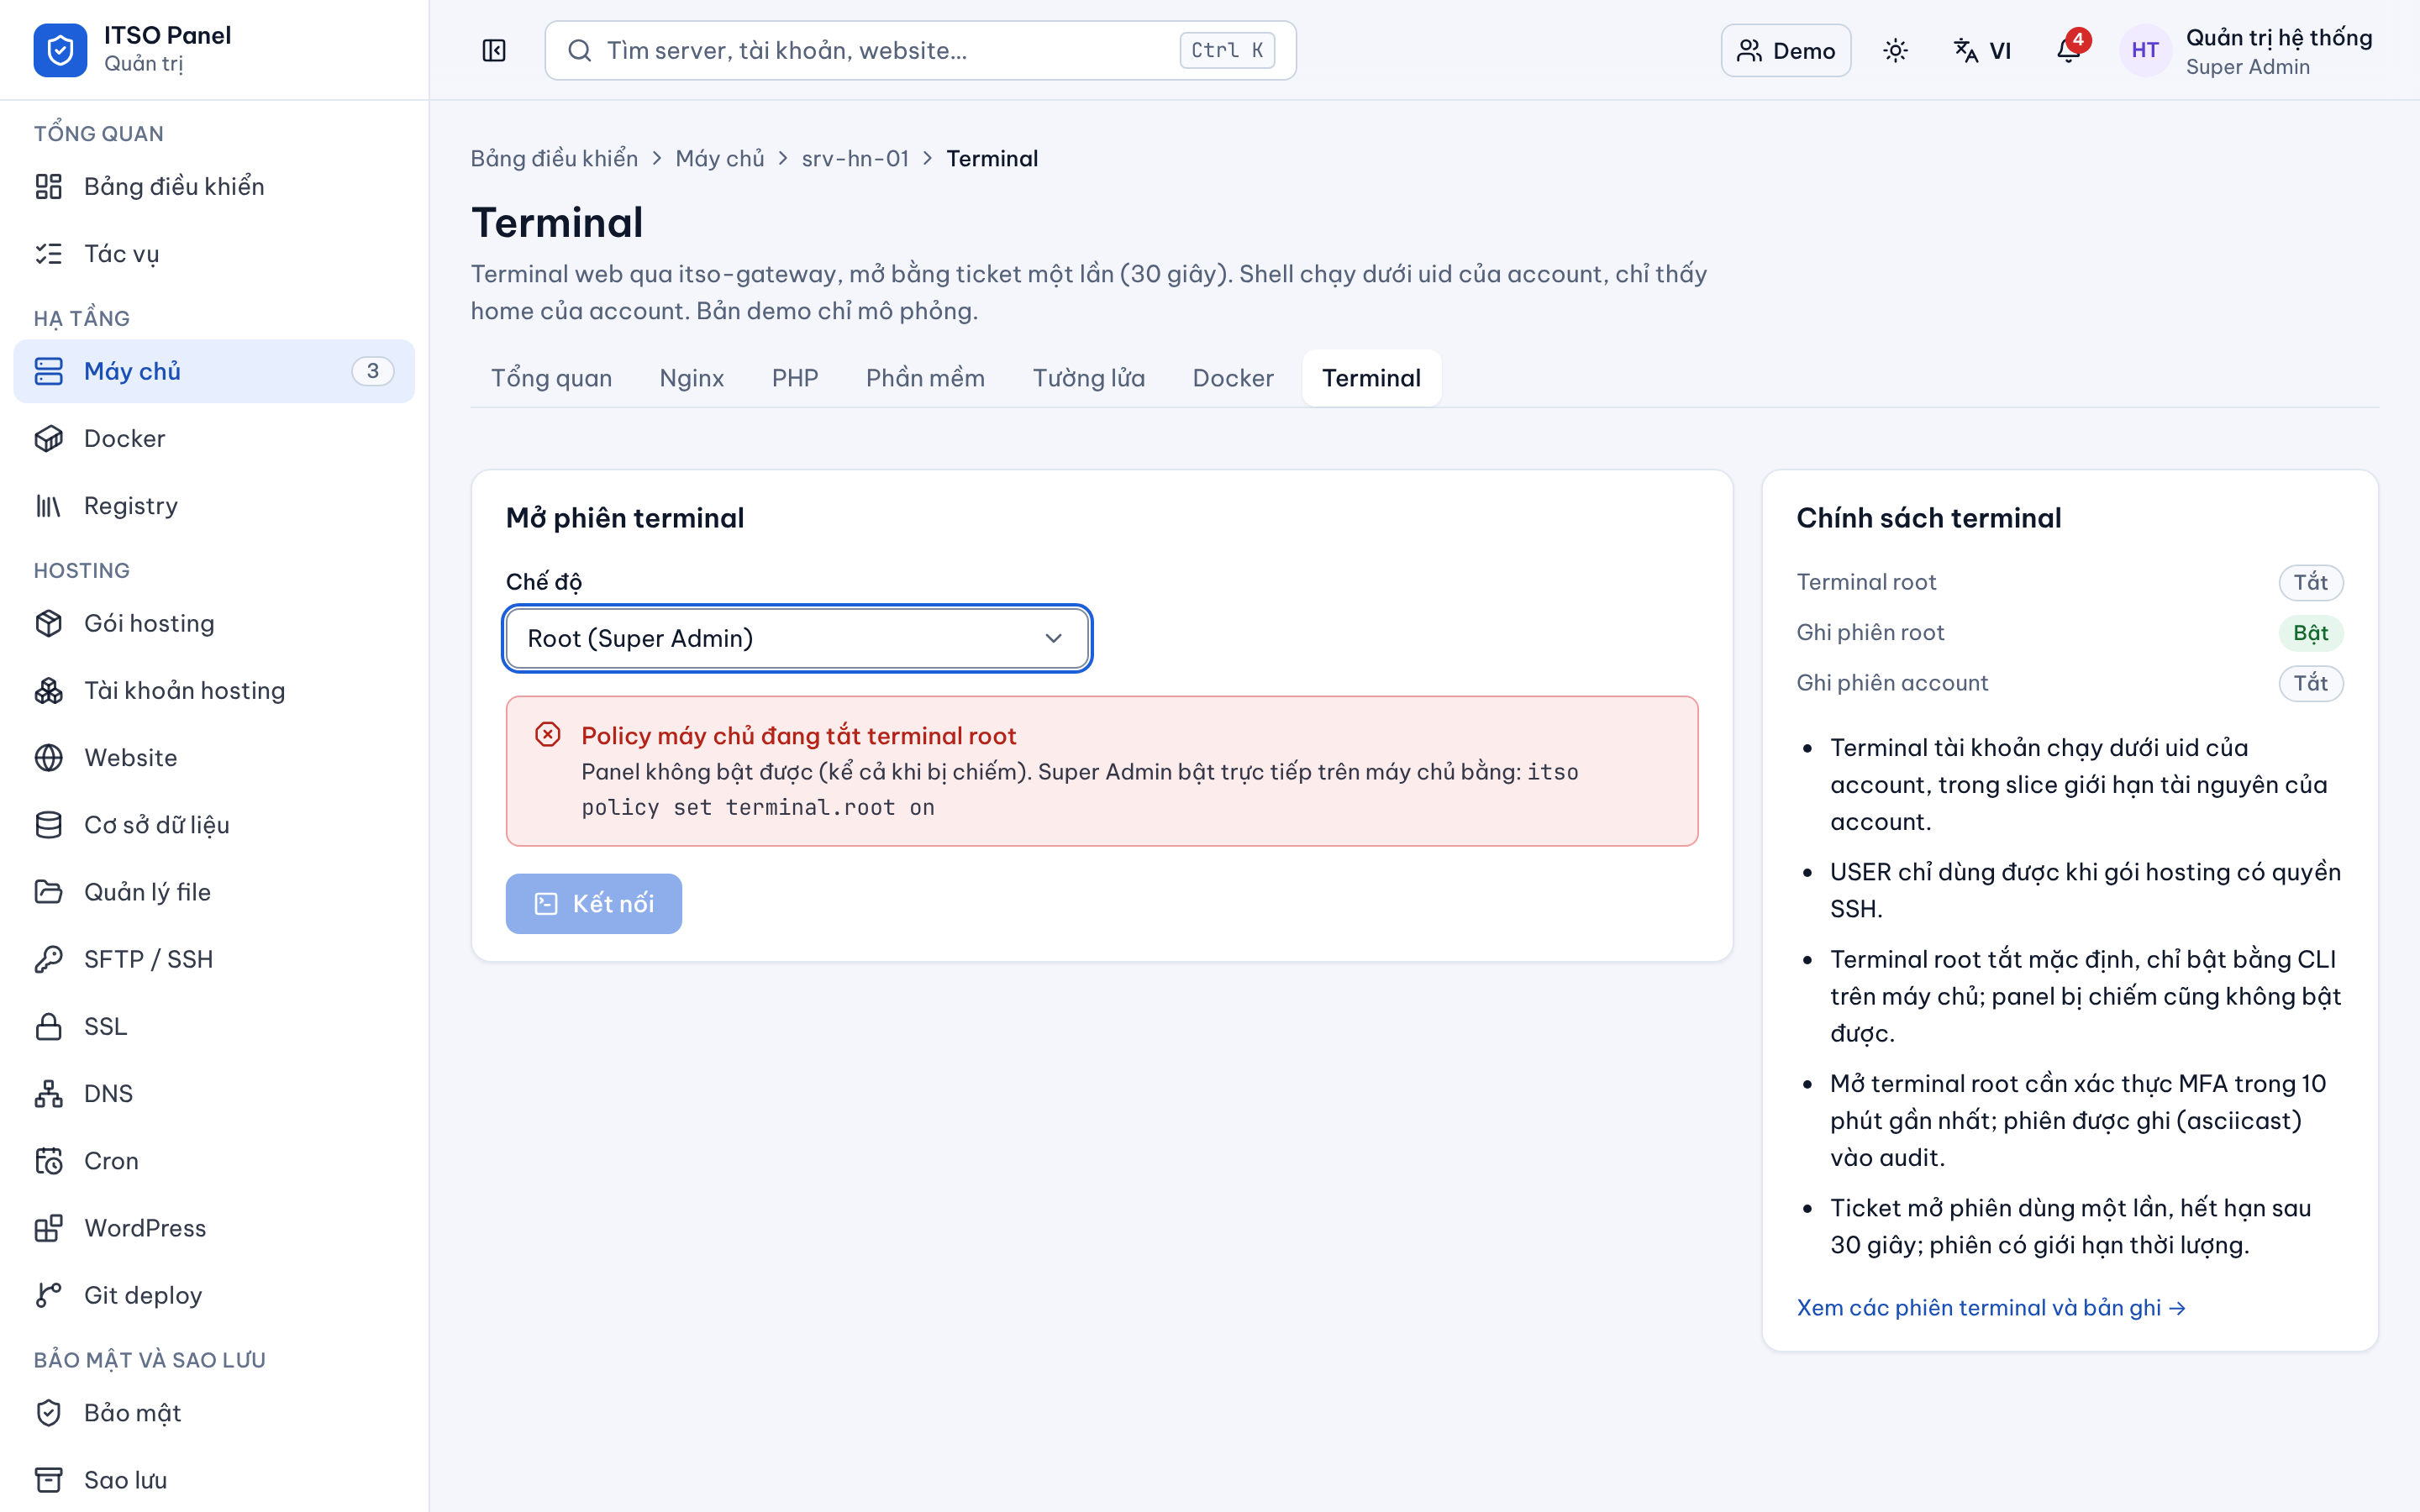 ITSO Panel
Quản trị
Tìm server, tài khoản, website...
Ctrl K
Demo
VI
4
HT
Quản trị hệ thống
Super Admin
TỔNG QUAN
Bảng điều khiển
Tác vụ
HẠ TẦNG
Máy chủ
3
Docker
Registry
HOSTING
Gói hosting
Tài khoản hosting
Website
Cơ sở dữ liệu
Quản lý file
SFTP / SSH
SSL
DNS
Cron
WordPress
Git deploy
BẢO MẬT VÀ SAO LƯU
Bảo mật
Sao lưu
Bảng điều khiển > Máy chủ > srv-hn-01 > Terminal
Terminal
Terminal web qua itso-gateway, mở bằng ticket một lần (30 giây). Shell chạy dưới uid của account, chỉ thấy
home của account. Bản demo chỉ mô phỏng.
Tổng quan
Nginx
PHP
Phần mềm
Tường lửa
Docker
Terminal
Mở phiên terminal
Chế độ
Root (Super Admin)
Policy máy chủ đang tắt terminal root
Panel không bật được (kể cả khi bị chiếm). Super Admin bật trực tiếp trên máy chủ bằng: itso
policy set terminal.root on
Kết nối
Chính sách terminal
Terminal root
Tắt
Ghi phiên root
Bật
Ghi phiên account
Tắt
• Terminal tài khoản chạy dưới uid của
account, trong slice giới hạn tài nguyên của
account.
• USER chỉ dùng được khi gói hosting có quyền
SSH.
• Terminal root tắt mặc định, chỉ bật bằng CLI
trên máy chủ; panel bị chiếm cũng không bật
được.
• Mở terminal root cần xác thực MFA trong 10
phút gần nhất; phiên được ghi (asciicast)
vào audit.
• Ticket mở phiên dùng một lần, hết hạn sau
30 giây; phiên có giới hạn thời lượng.
Xem các phiên terminal và bản ghi →